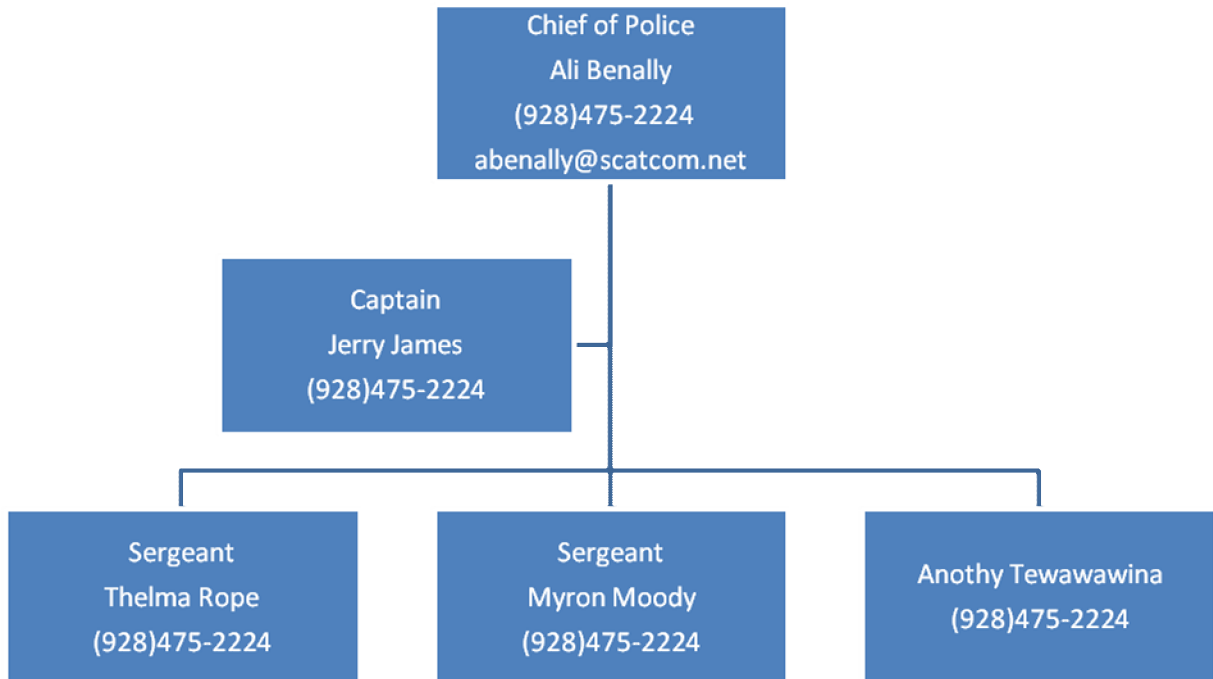 Chief of Police
Ali Benally
(928)475-2224
abenally@scatcom.net
Captain
Jerry James
(928)475-2224
Sergeant
Thelma Rope
(928)475-2224
Sergeant
Myron Moody
(928)475-2224
Anothy Tewawawina
(928)475-2224